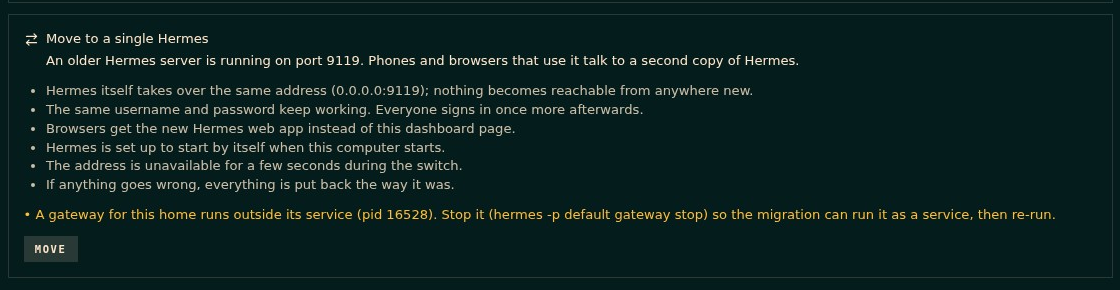 ⇄ Move to a single Hermes
An older Hermes server is running on port 9119. Phones and browsers that use it talk to a second copy of Hermes.
• Hermes itself takes over the same address (0.0.0.0:9119); nothing becomes reachable from anywhere new.
• The same username and password keep working. Everyone signs in once more afterwards.
• Browsers get the new Hermes web app instead of this dashboard page.
• Hermes is set up to start by itself when this computer starts.
• The address is unavailable for a few seconds during the switch.
• If anything goes wrong, everything is put back the way it was.
• A gateway for this home runs outside its service (pid 16528). Stop it (hermes -p default gateway stop) so the migration can run it as a service, then re-run.
MOVE